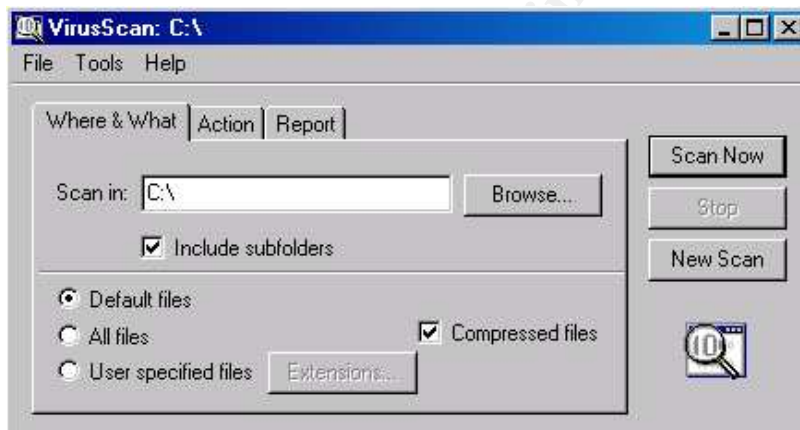 VirusScan: C:\
File Tools Help
Where & What Action Report
Scan in: C:\ Browse...
Include subfolders
Default files
All files
User specified files Extensions...
Compressed files
Scan Now
Stop
New Scan